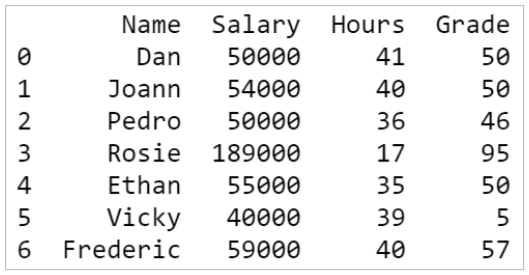 Name Salary Hours Grade
0 Dan 50000 41 50
1 Joann 54000 40 50
2 Pedro 50000 36 46
3 Rosie 189000 17 95
4 Ethan 55000 35 50
5 Vicky 40000 39 5
6 Frederic 59000 40 57